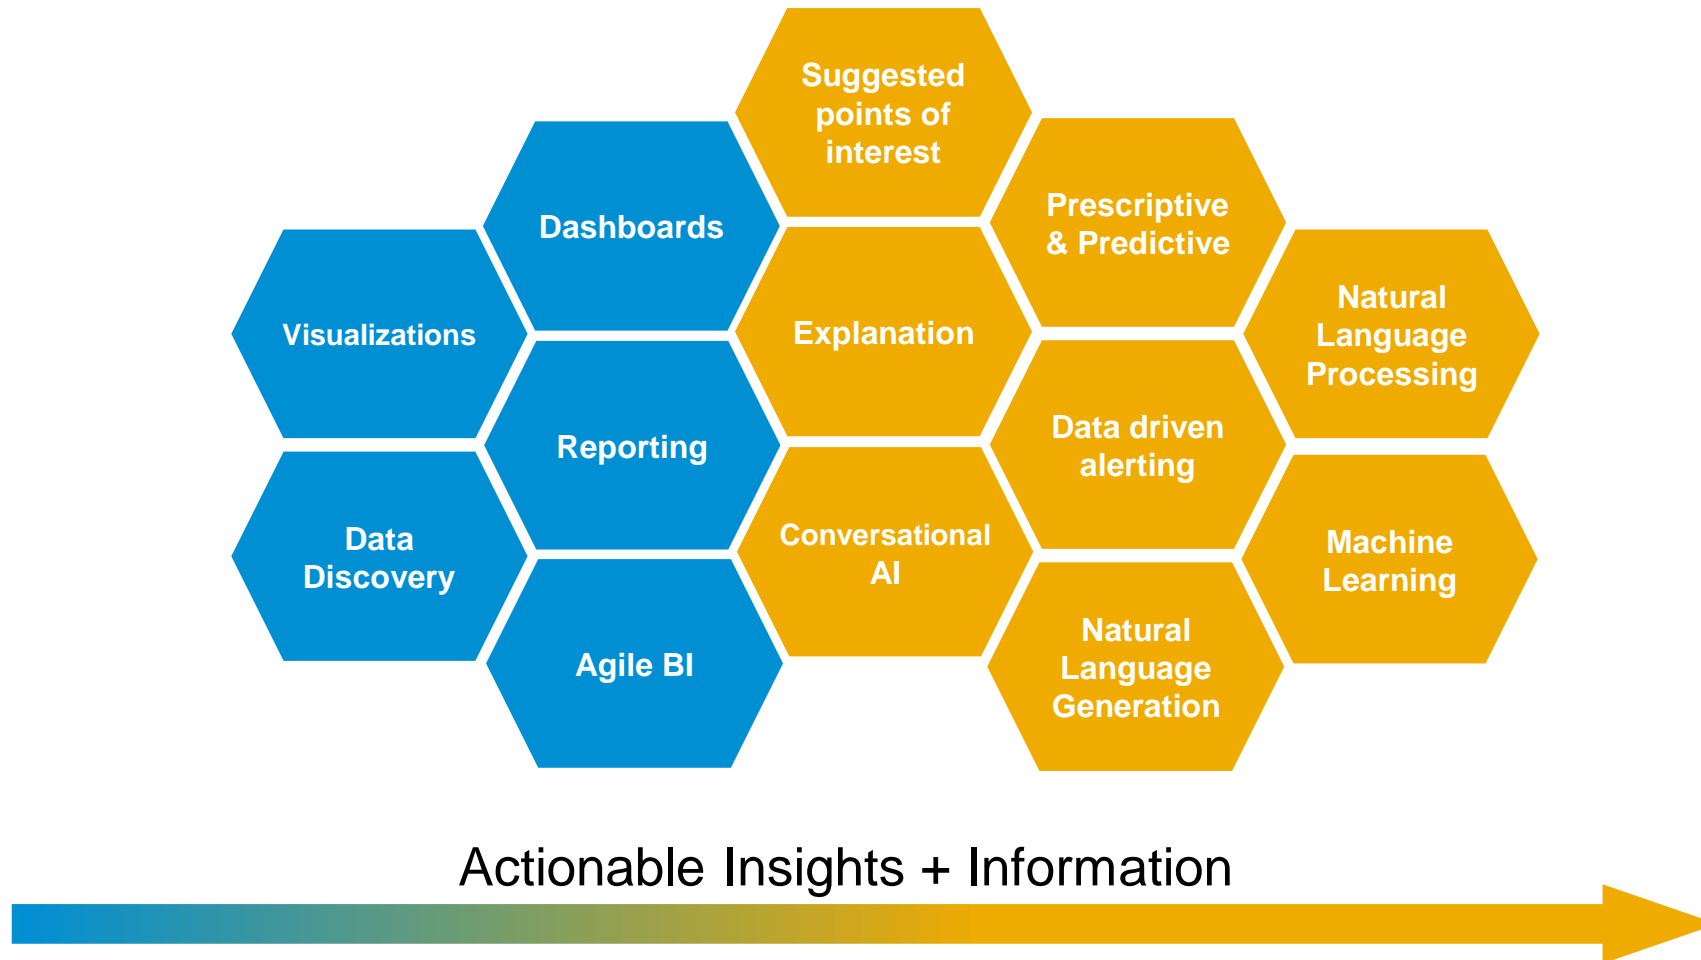 Suggested
points of
interest
Dashboards
Prescriptive
& Predictive
Visualizations
Explanation
Natural
Language
Processing
Reporting
Data driven
alerting
Data
Discovery
Conversational
AI
Machine
Learning
Agile BI
Natural
Language
Generation
Actionable Insights + Information